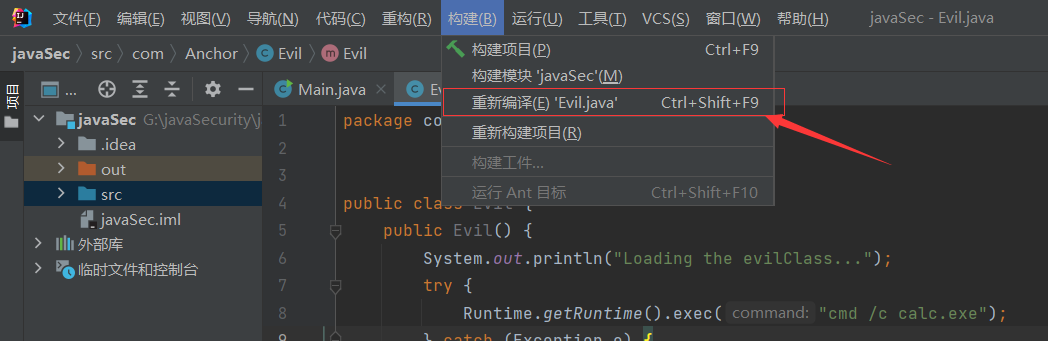 文件(F) 编辑(E) 视图(V) 导航(N) 代码(C) 重构(R) 构建(B) 运行(U) 工具(T) VCS(S) 窗口(W) 帮助(H) javaSec - Evil.java
javaSec src com Anchor Evil Evil
构建项目(P) Ctrl+F9
构建模块 'javaSec'(M)
重新编译(E) 'Evil.java' Ctrl+Shift+F9
重新构建项目(R)
构建工件...
运行 Ant 目标 Ctrl+Shift+F10
项目
...
javaSec G:\javaSecurity\j
.idea
out
src
javaSec.iml
外部库
临时文件和控制台
Main.java
1 package co
2
3
4 public class Evil {
5 public Evil() {
6 System.out.println("Loading the evilClass...");
7 try {
8 Runtime.getRuntime().exec( command: "cmd /c calc.exe");
9 } catch (Exception e) {